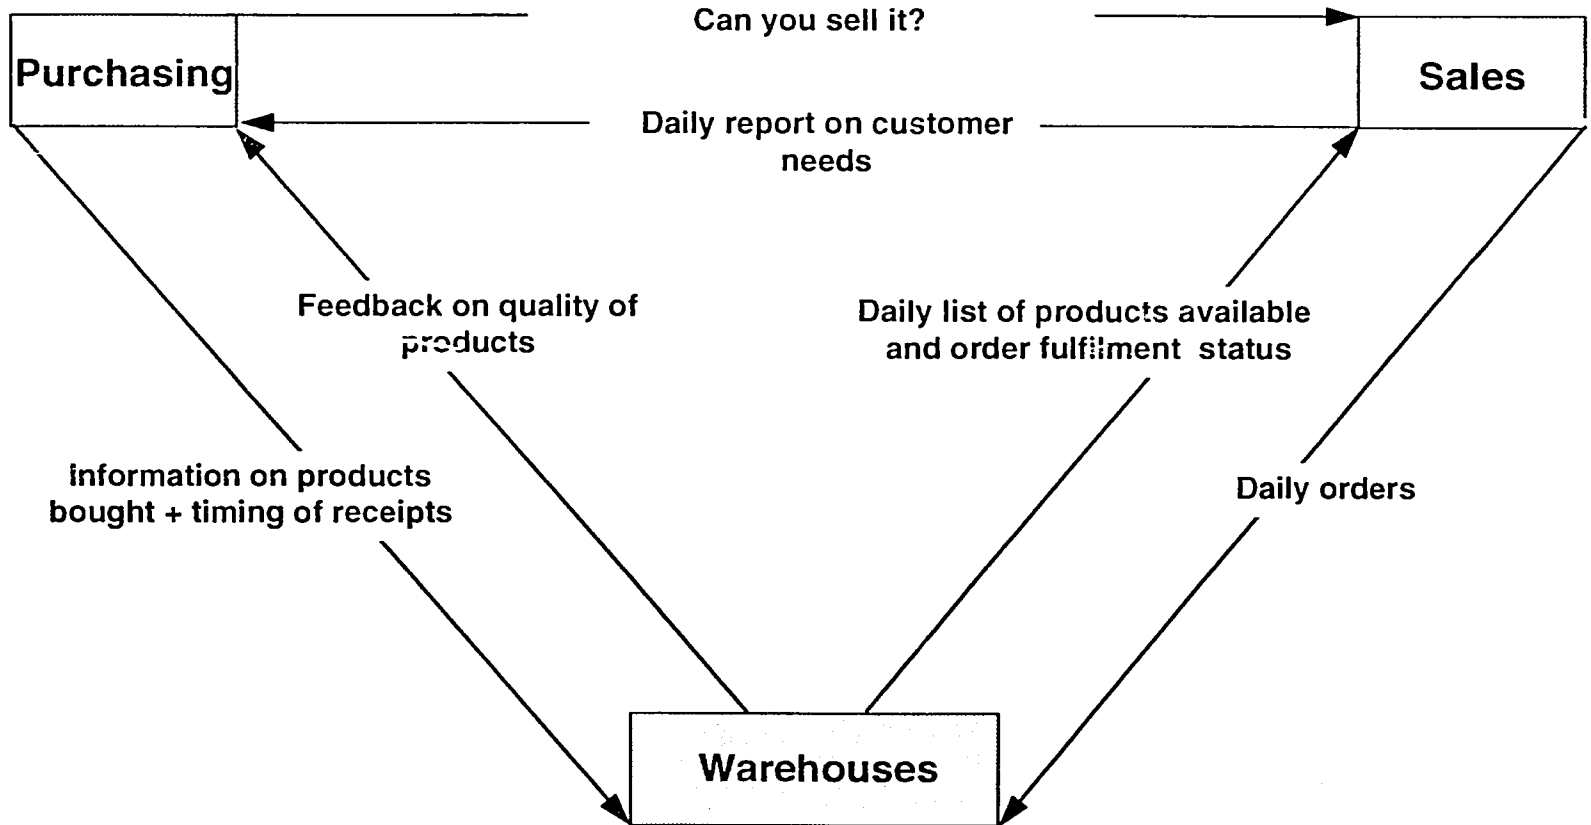 Can you sell it?
Purchasing
Sales
Daily report on customer
needs
Feedback on quality of
products
Daily list of products available
and order fulfilment status
Information on products
bought + timing of receipts
Daily orders
Warehouses